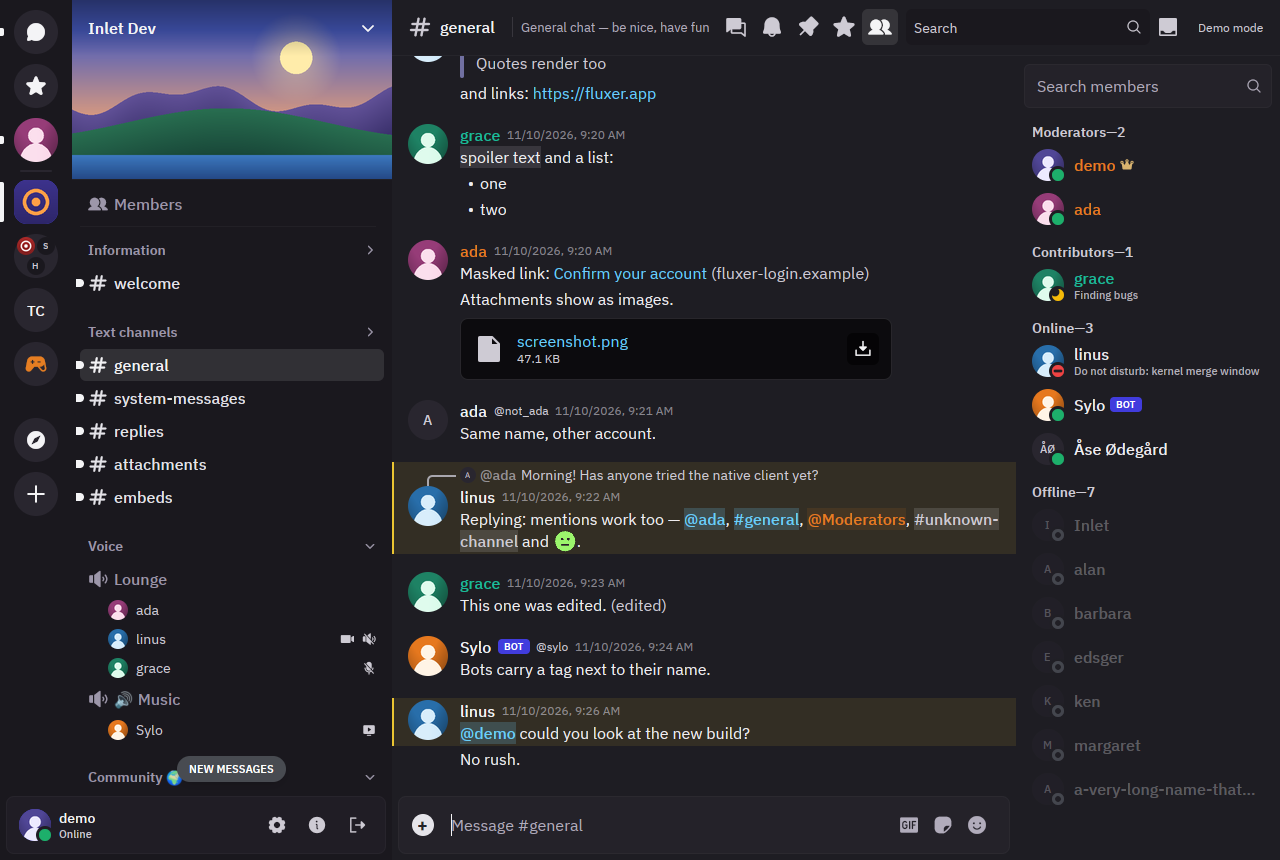 Inlet Dev
Members
Information
welcome
Text channels
general
system-messages
replies
attachments
embeds
Voice
Lounge
ada
linus
grace
🔊 Music
Sylo
Community 🌍
NEW MESSAGES
demo
Online
S
H
TC
# general
General chat — be nice, have fun
Search
Demo mode
Quotes render too
and links: https://fluxer.app
grace 11/10/2026, 9:20 AM
spoiler text and a list:
• one
• two
ada 11/10/2026, 9:20 AM
Masked link: Confirm your account (fluxer-login.example)
Attachments show as images.
screenshot.png
47.1 KB
A
ada @not_ada 11/10/2026, 9:21 AM
Same name, other account.
A @ada Morning! Has anyone tried the native client yet?
linus 11/10/2026, 9:22 AM
Replying: mentions work too — @ada, #general, @Moderators, #unknown-
channel and 😐.
grace 11/10/2026, 9:23 AM
This one was edited. (edited)
Sylo BOT @sylo 11/10/2026, 9:24 AM
Bots carry a tag next to their name.
linus 11/10/2026, 9:26 AM
@demo could you look at the new build?
No rush.
Message #general
GIF
Search members
Moderators—2
demo
ada
Contributors—1
grace
Finding bugs
Online—3
linus
Do not disturb: kernel merge window
Sylo BOT
ÅØ Åse Ødegård
Offline—7
I Inlet
A alan
B barbara
E edsger
K ken
M margaret
A a-very-long-name-that...